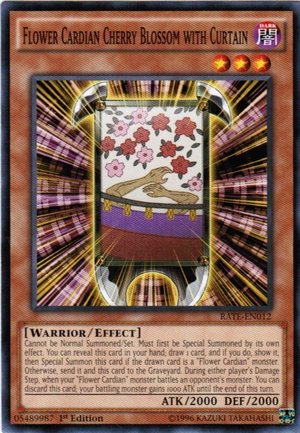 FLOWER CARDIAN CHERRY BLOSSOM WITH CURTAIN
DARK
闇
RATE-EN012
[WARRIOR/EFFECT]
Cannot be Normal Summoned/Set. Must first be Special Summoned by its
own effect. You can reveal this card in your hand; draw 1 card, and if you do, show it,
then Special Summon this card if the drawn card is a "Flower Cardian" monster.
Otherwise, send it and this card to the Graveyard. During either player's Damage
Step, when your "Flower Cardian" monster battles an opponent's monster: You can
discard this card; your battling monster gains 1000 ATK until the end of this turn.
ATK/2000 DEF/2000
05489987 1st Edition ©1996 KAZUKI TAKAHASHI